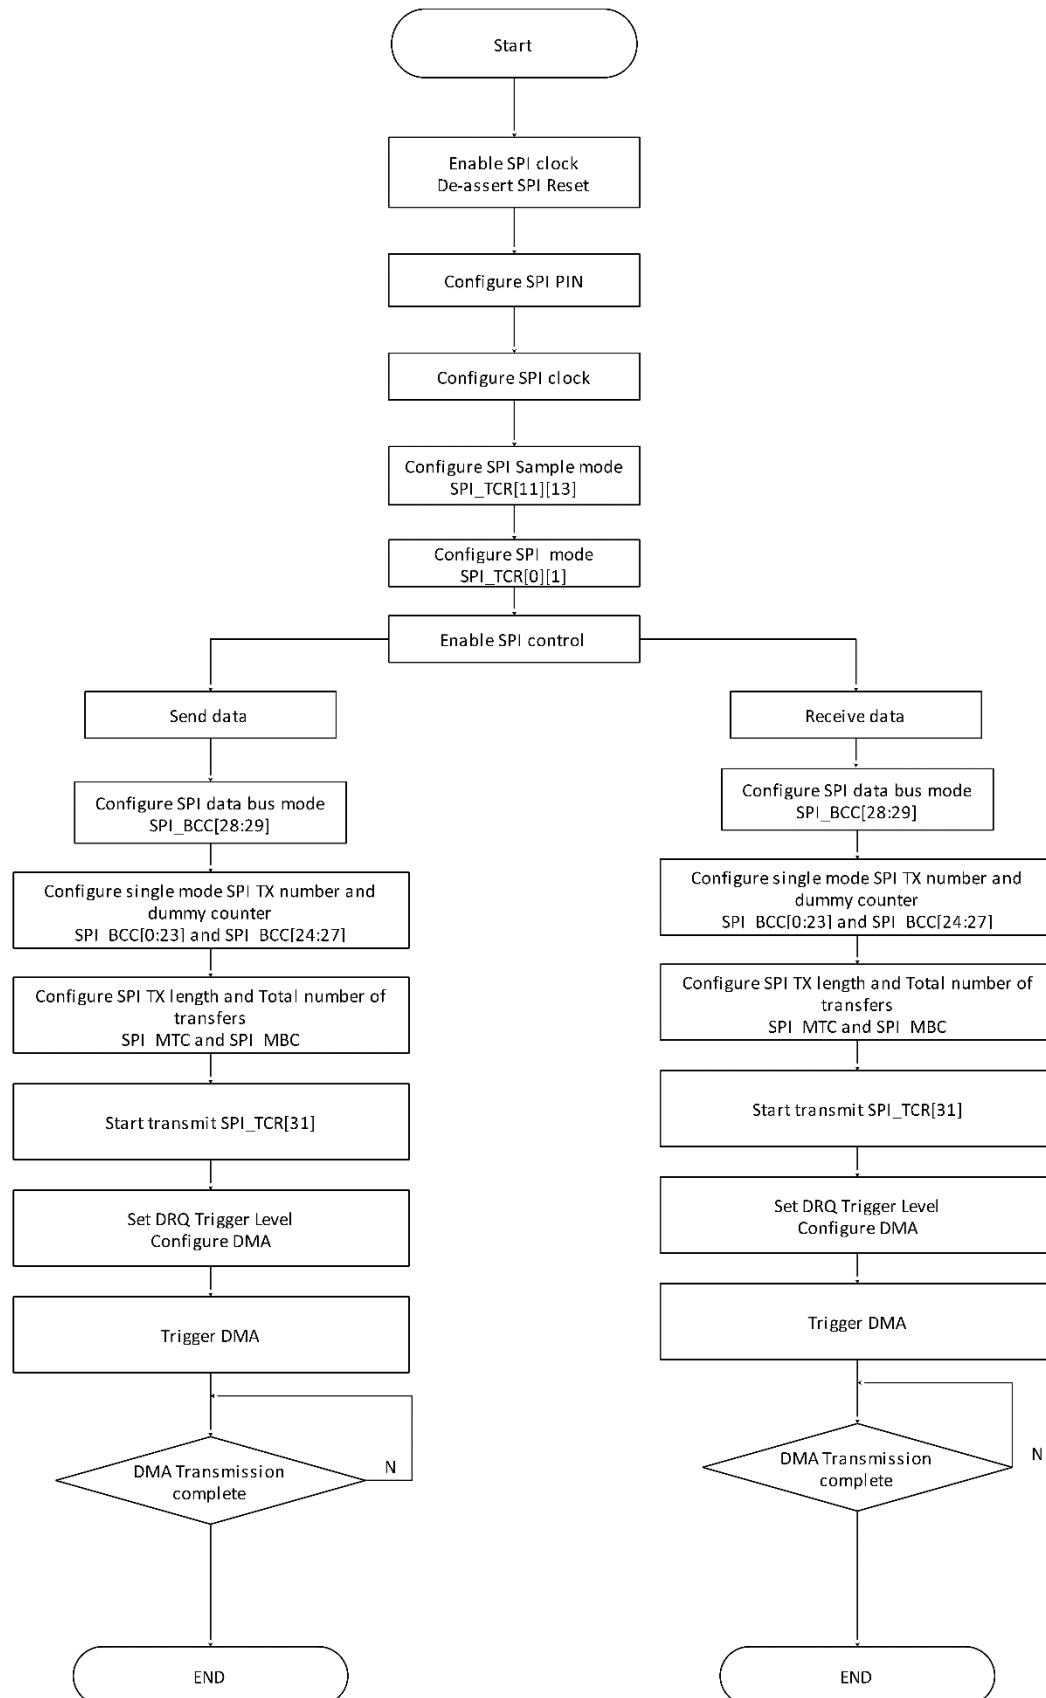 Start
Enable SPI clock
De-assert SPI Reset
Configure SPI PIN
Configure SPI clock
Configure SPI Sample mode
SPI_TCR[11][13]
Configure SPI mode
SPI_TCR[0][1]
Enable SPI control
Send data
Configure SPI data bus mode
SPI_BCC[28:29]
Configure single mode SPI TX number and
dummy counter
SPI_BCC[0:23] and SPI_BCC[24:27]
Configure SPI TX length and Total number of
transfers
SPI_MTC and SPI_MBC
Start transmit SPI_TCR[31]
Set DRQ Trigger Level
Configure DMA
Trigger DMA
DMA Transmission
complete
N
END
Receive data
Configure SPI data bus mode
SPI_BCC[28:29]
Configure single mode SPI TX number and
dummy counter
SPI_BCC[0:23] and SPI_BCC[24:27]
Configure SPI TX length and Total number of
transfers
SPI_MTC and SPI_MBC
Start transmit SPI_TCR[31]
Set DRQ Trigger Level
Configure DMA
Trigger DMA
DMA Transmission
complete
N
END